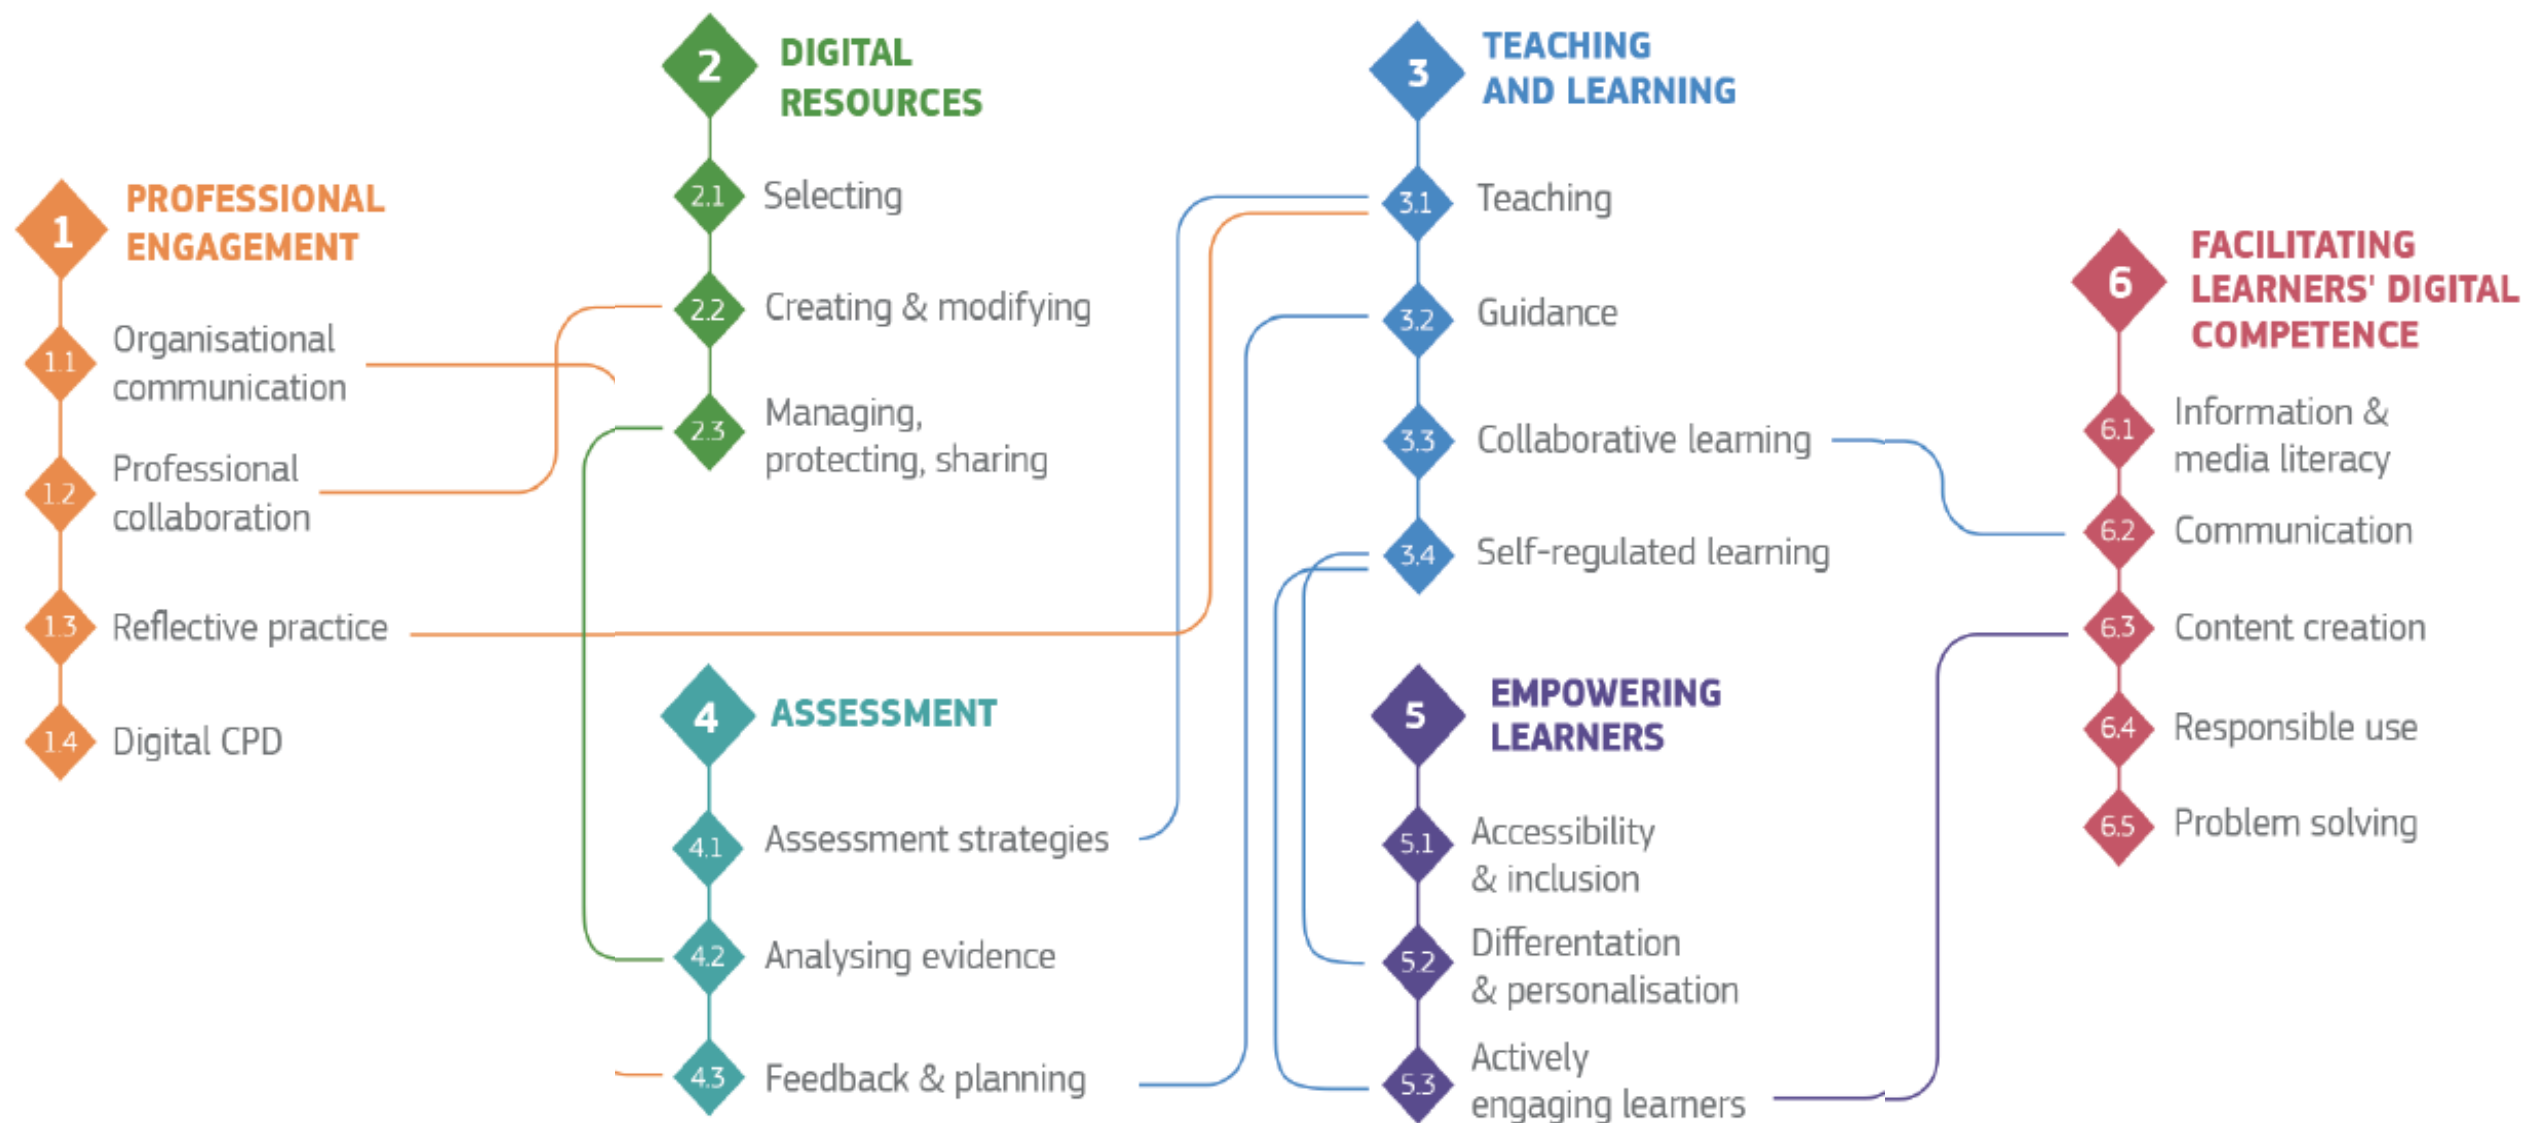 1
PROFESSIONAL
ENGAGEMENT
1.1
Organisational
communication
1.2
Professional
collaboration
1.3
Reflective practice
1.4
Digital CPD
2
DIGITAL
RESOURCES
2.1
Selecting
2.2
Creating & modifying
2.3
Managing,
protecting, sharing
3
TEACHING
AND LEARNING
3.1
Teaching
3.2
Guidance
3.3
Collaborative learning
3.4
Self-regulated learning
4
ASSESSMENT
4.1
Assessment strategies
4.2
Analysing evidence
4.3
Feedback & planning
5
EMPOWERING
LEARNERS
5.1
Accessibility
& inclusion
5.2
Differentation
& personalisation
5.3
Actively
engaging learners
6
FACILITATING
LEARNERS' DIGITAL
COMPETENCE
6.1
Information &
media literacy
6.2
Communication
6.3
Content creation
6.4
Responsible use
6.5
Problem solving